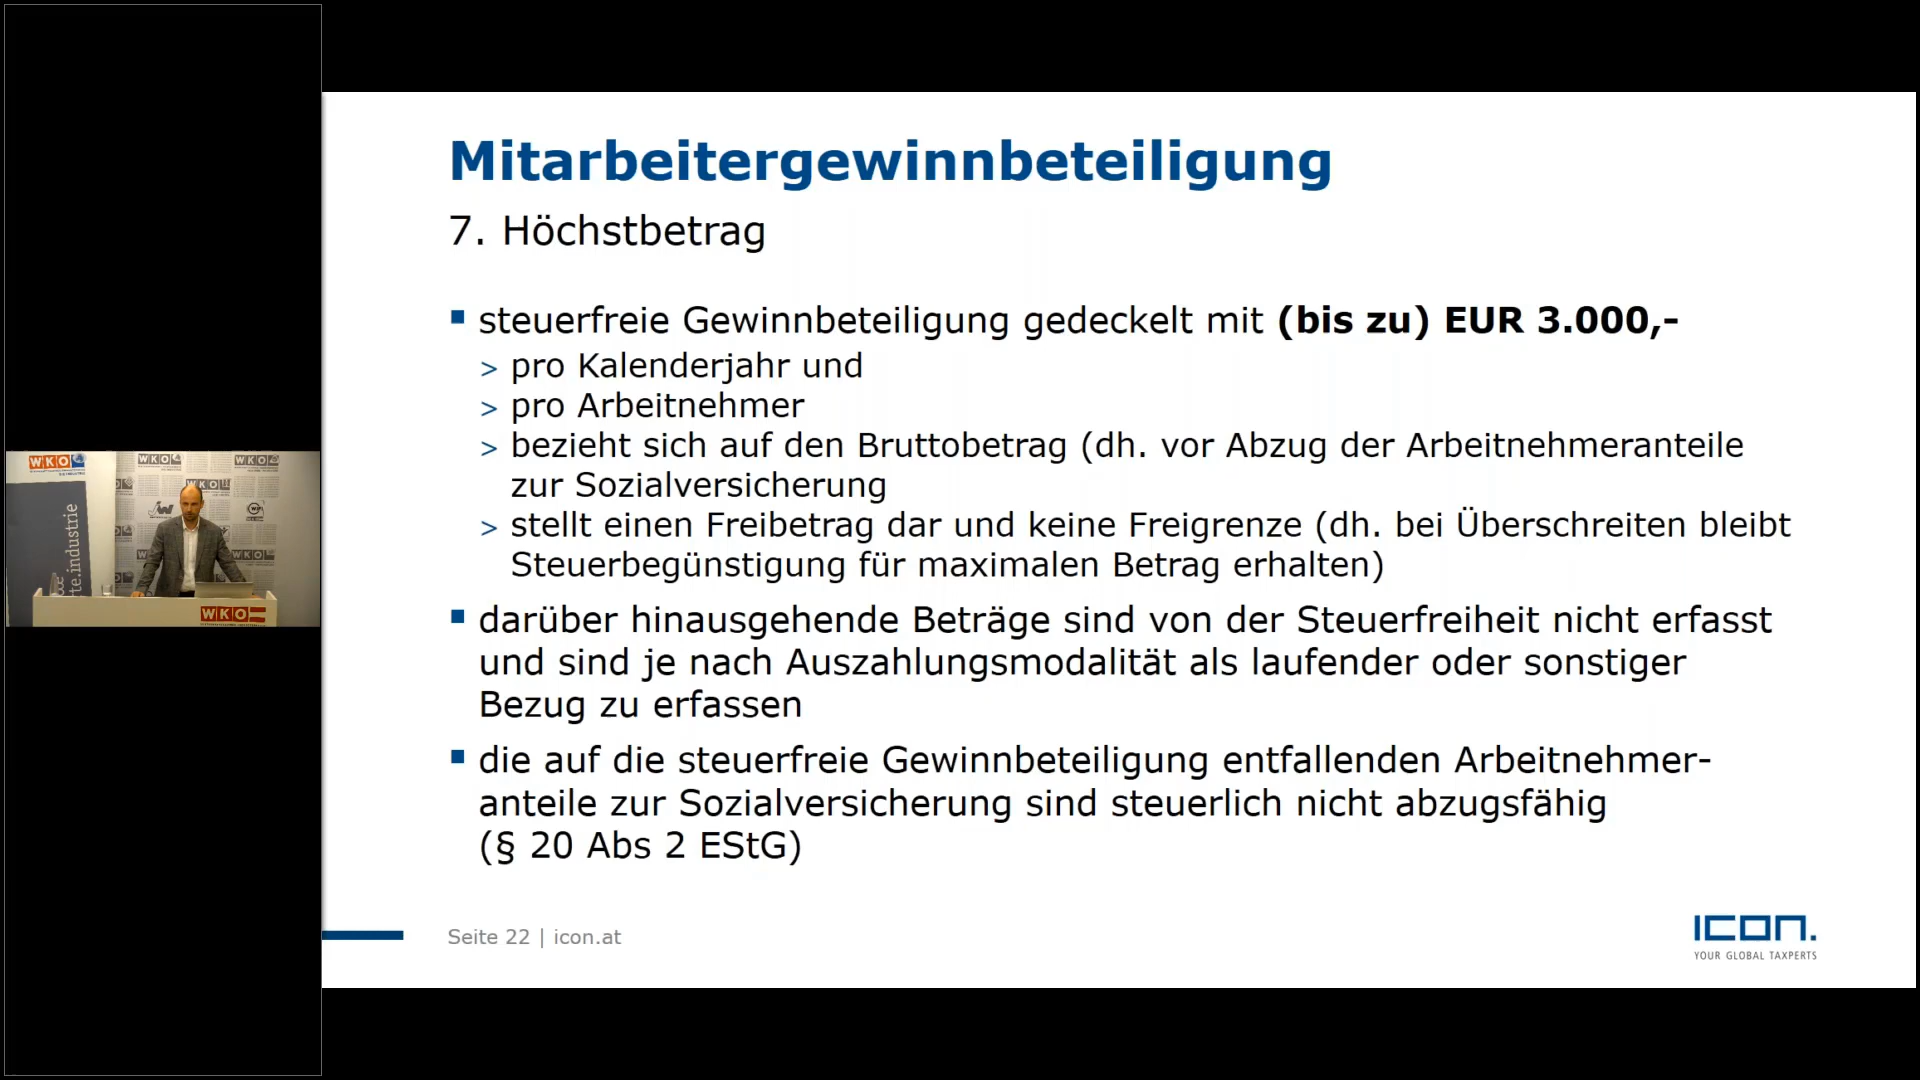 Mitarbeitergewinnbeteiligung
7. Höchstbetrag
▪ steuerfreie Gewinnbeteiligung gedeckelt mit (bis zu) EUR 3.000,-
> pro Kalenderjahr und
> pro Arbeitnehmer
> bezieht sich auf den Bruttobetrag (dh. vor Abzug der Arbeitnehmeranteile
zur Sozialversicherung
> stellt einen Freibetrag dar und keine Freigrenze (dh. bei Überschreiten bleibt
Steuerbegünstigung für maximalen Betrag erhalten)
▪ darüber hinausgehende Beträge sind von der Steuerfreiheit nicht erfasst
und sind je nach Auszahlungsmodalität als laufender oder sonstiger
Bezug zu erfassen
▪ die auf die steuerfreie Gewinnbeteiligung entfallenden Arbeitnehmer-
anteile zur Sozialversicherung sind steuerlich nicht abzugsfähig
(§ 20 Abs 2 EStG)
Seite 22 | icon.at
ICON.
YOUR GLOBAL TAXPERTS
WKO
WKO
WKO
WKO
te.industrie
WKO
WKO
WKO